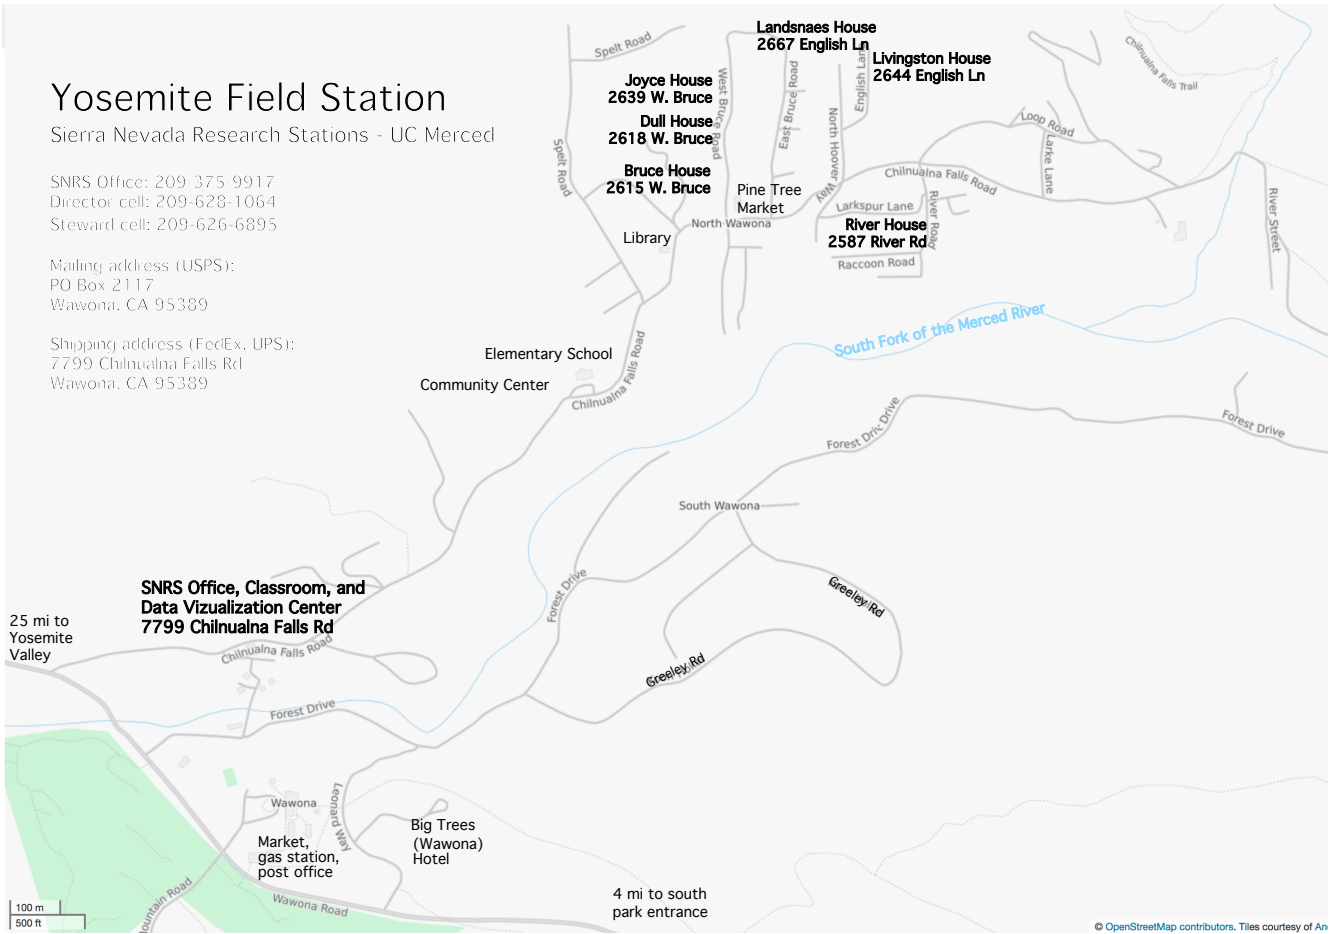 Yosemite Field Station
Sierra Nevada Research Stations - UC Merced
SNRS Office: 209-375-9917
Director cell: 209-628-1064
Steward cell: 209-626-6895
Mailing address (USPS):
PO Box 2117
Wawona, CA 95389
Shipping address (FedEx, UPS):
7799 Chilnualna Falls Rd
Wawona, CA 95389
Landsnaes House
2667 English Ln
Livingston House
2644 English Ln
Joyce House
2639 W. Bruce
Dull House
2618 W. Bruce
Bruce House
2615 W. Bruce
Spelt Road
Spelt Road
West Bruce Road
East Bruce Road
North Hoover Way
Chilnualna Falls Trail
Loop Road
Larke Lane
Chilnualna Falls Road
River Street
Pine Tree
Market
Larkspur Lane
River Road
North Wawona
Library
River House
2587 River Rd
Raccoon Road
South Fork of the Merced River
Elementary School
Community Center
Chilnualna Falls Road
Forest Drive
Forest Drive
South Wawona
Forest Drive
Greeley Rd
Greeley Rd
SNRS Office, Classroom, and
Data Vizualization Center
7799 Chilnualna Falls Rd
Chilnualna Falls Road
25 mi to
Yosemite
Valley
Forest Drive
Wawona
Leonard Way
Market,
gas station,
post office
Big Trees
(Wawona)
Hotel
Wawona Road
4 mi to south
park entrance
100 m
500 ft
© OpenStreetMap contributors. Tiles courtesy of